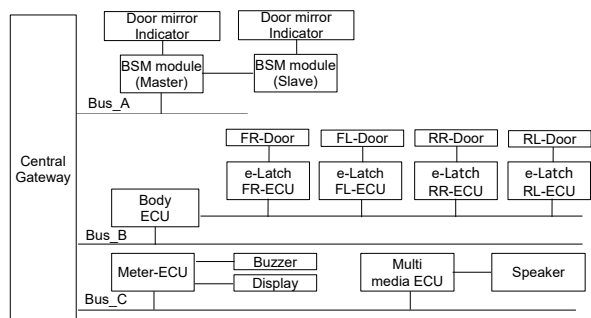 Door mirror
Indicator
Door mirror
Indicator
BSM module
(Master)
BSM module
(Slave)
Bus_A
Central
Gateway
FR-Door
FL-Door
RR-Door
RL-Door
e-Latch
FR-ECU
e-Latch
FL-ECU
e-Latch
RR-ECU
e-Latch
RL-ECU
Body
ECU
Bus_B
Meter-ECU
Buzzer
Display
Multi
media ECU
Speaker
Bus_C